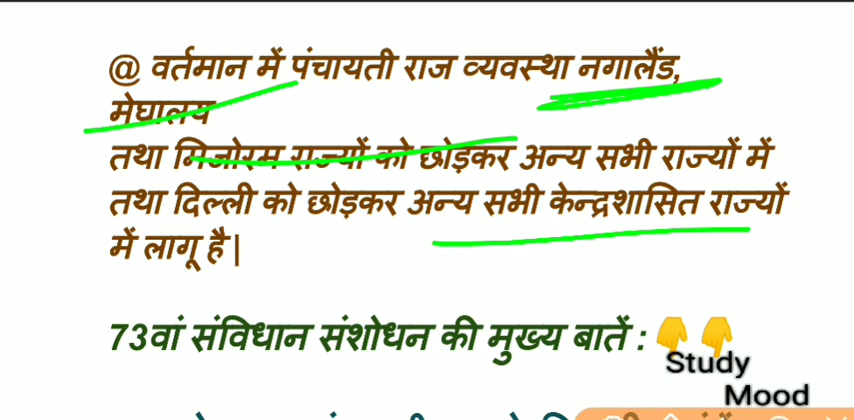 @ वर्तमान में पंचायती राज व्यवस्था नगालैंड,
मेघालय
तथा मिजोरम राज्यों को छोड़कर अन्य सभी राज्यों में
तथा दिल्ली को छोड़कर अन्य सभी केन्द्रशासित राज्यों
में लागू है|
73वां संविधान संशोधन की मुख्य बातें : 👇 👇
Study
Mood